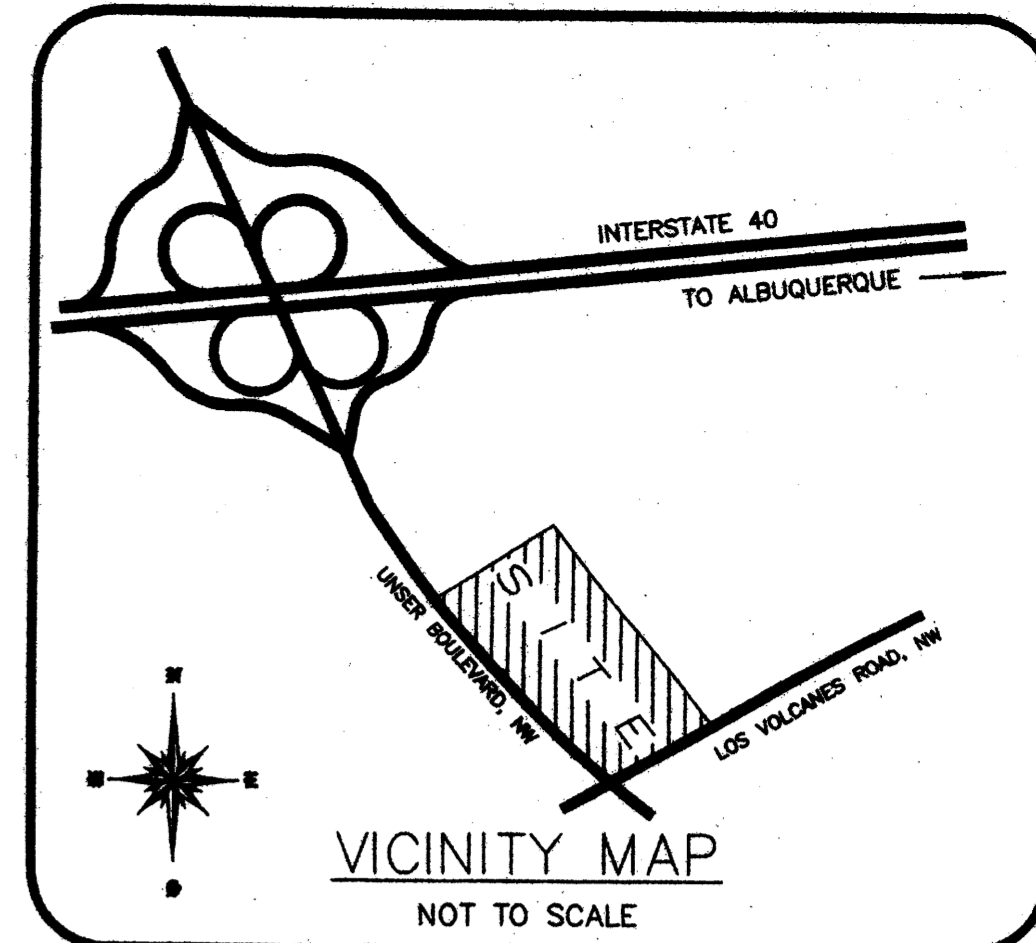 INTERSTATE 40
TO ALBUQUERQUE
SITE
UNSER BOULEVARD, NW
LOS VOLCANES ROAD, NW
N
VICINITY MAP
NOT TO SCALE